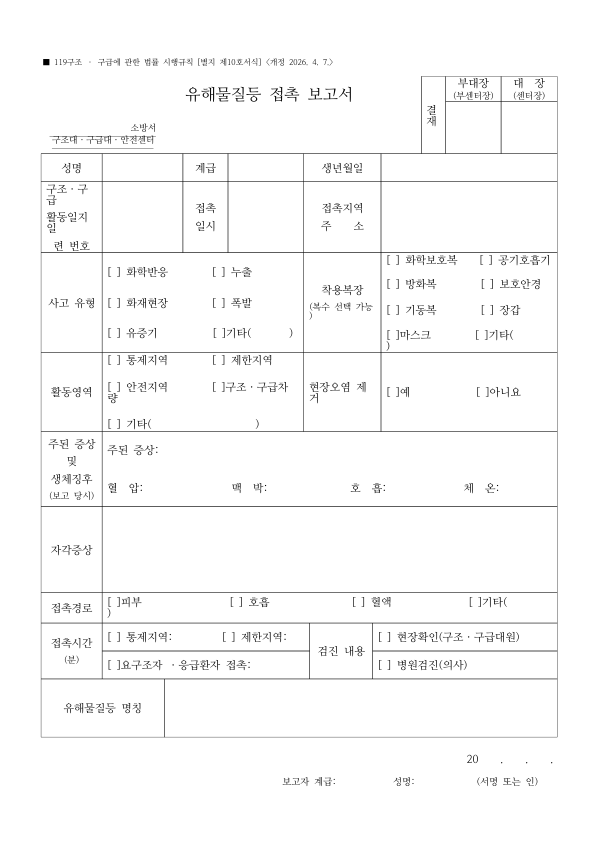 ■ 119구조 · 구급에 관한 법률 시행규칙 [별지 제10호서식] 〈개정 2026. 4. 7.〉
유해물질등 접촉 보고서
결재
부대장
(부센터장)
대 장
(센터장)
소방서
구조대 · 구급대 · 안전센터
성명
계급
생년월일
구조 · 구급
활동일지
일련 번호
접촉
일시
접촉지역
주 소
사고 유형
[ ] 화학반응 [ ] 누출
[ ] 화재현장 [ ] 폭발
[ ] 유증기 [ ]기타( )
착용복장
(복수 선택 가능)
[ ] 화학보호복 [ ] 공기호흡기
[ ] 방화복 [ ] 보호안경
[ ] 기동복 [ ] 장갑
[ ]마스크 [ ]기타( )
활동영역
[ ] 통제지역 [ ] 제한지역
[ ] 안전지역 [ ]구조 · 구급차량
[ ] 기타( )
현장오염 제거
[ ]예 [ ]아니요
주된 증상
및
생체징후
(보고 당시)
주된 증상:
혈 압: 맥 박: 호 흡: 체 온:
자각증상
접촉경로
[ ]피부 [ ] 호흡 [ ] 혈액 [ ]기타( )
접촉시간
(분)
[ ] 통제지역: [ ] 제한지역:
[ ]요구조자 · 응급환자 접촉:
검진 내용
[ ] 현장확인(구조 · 구급대원)
[ ] 병원검진(의사)
유해물질등 명칭
20 . . .
보고자 계급: 성명: (서명 또는 인)